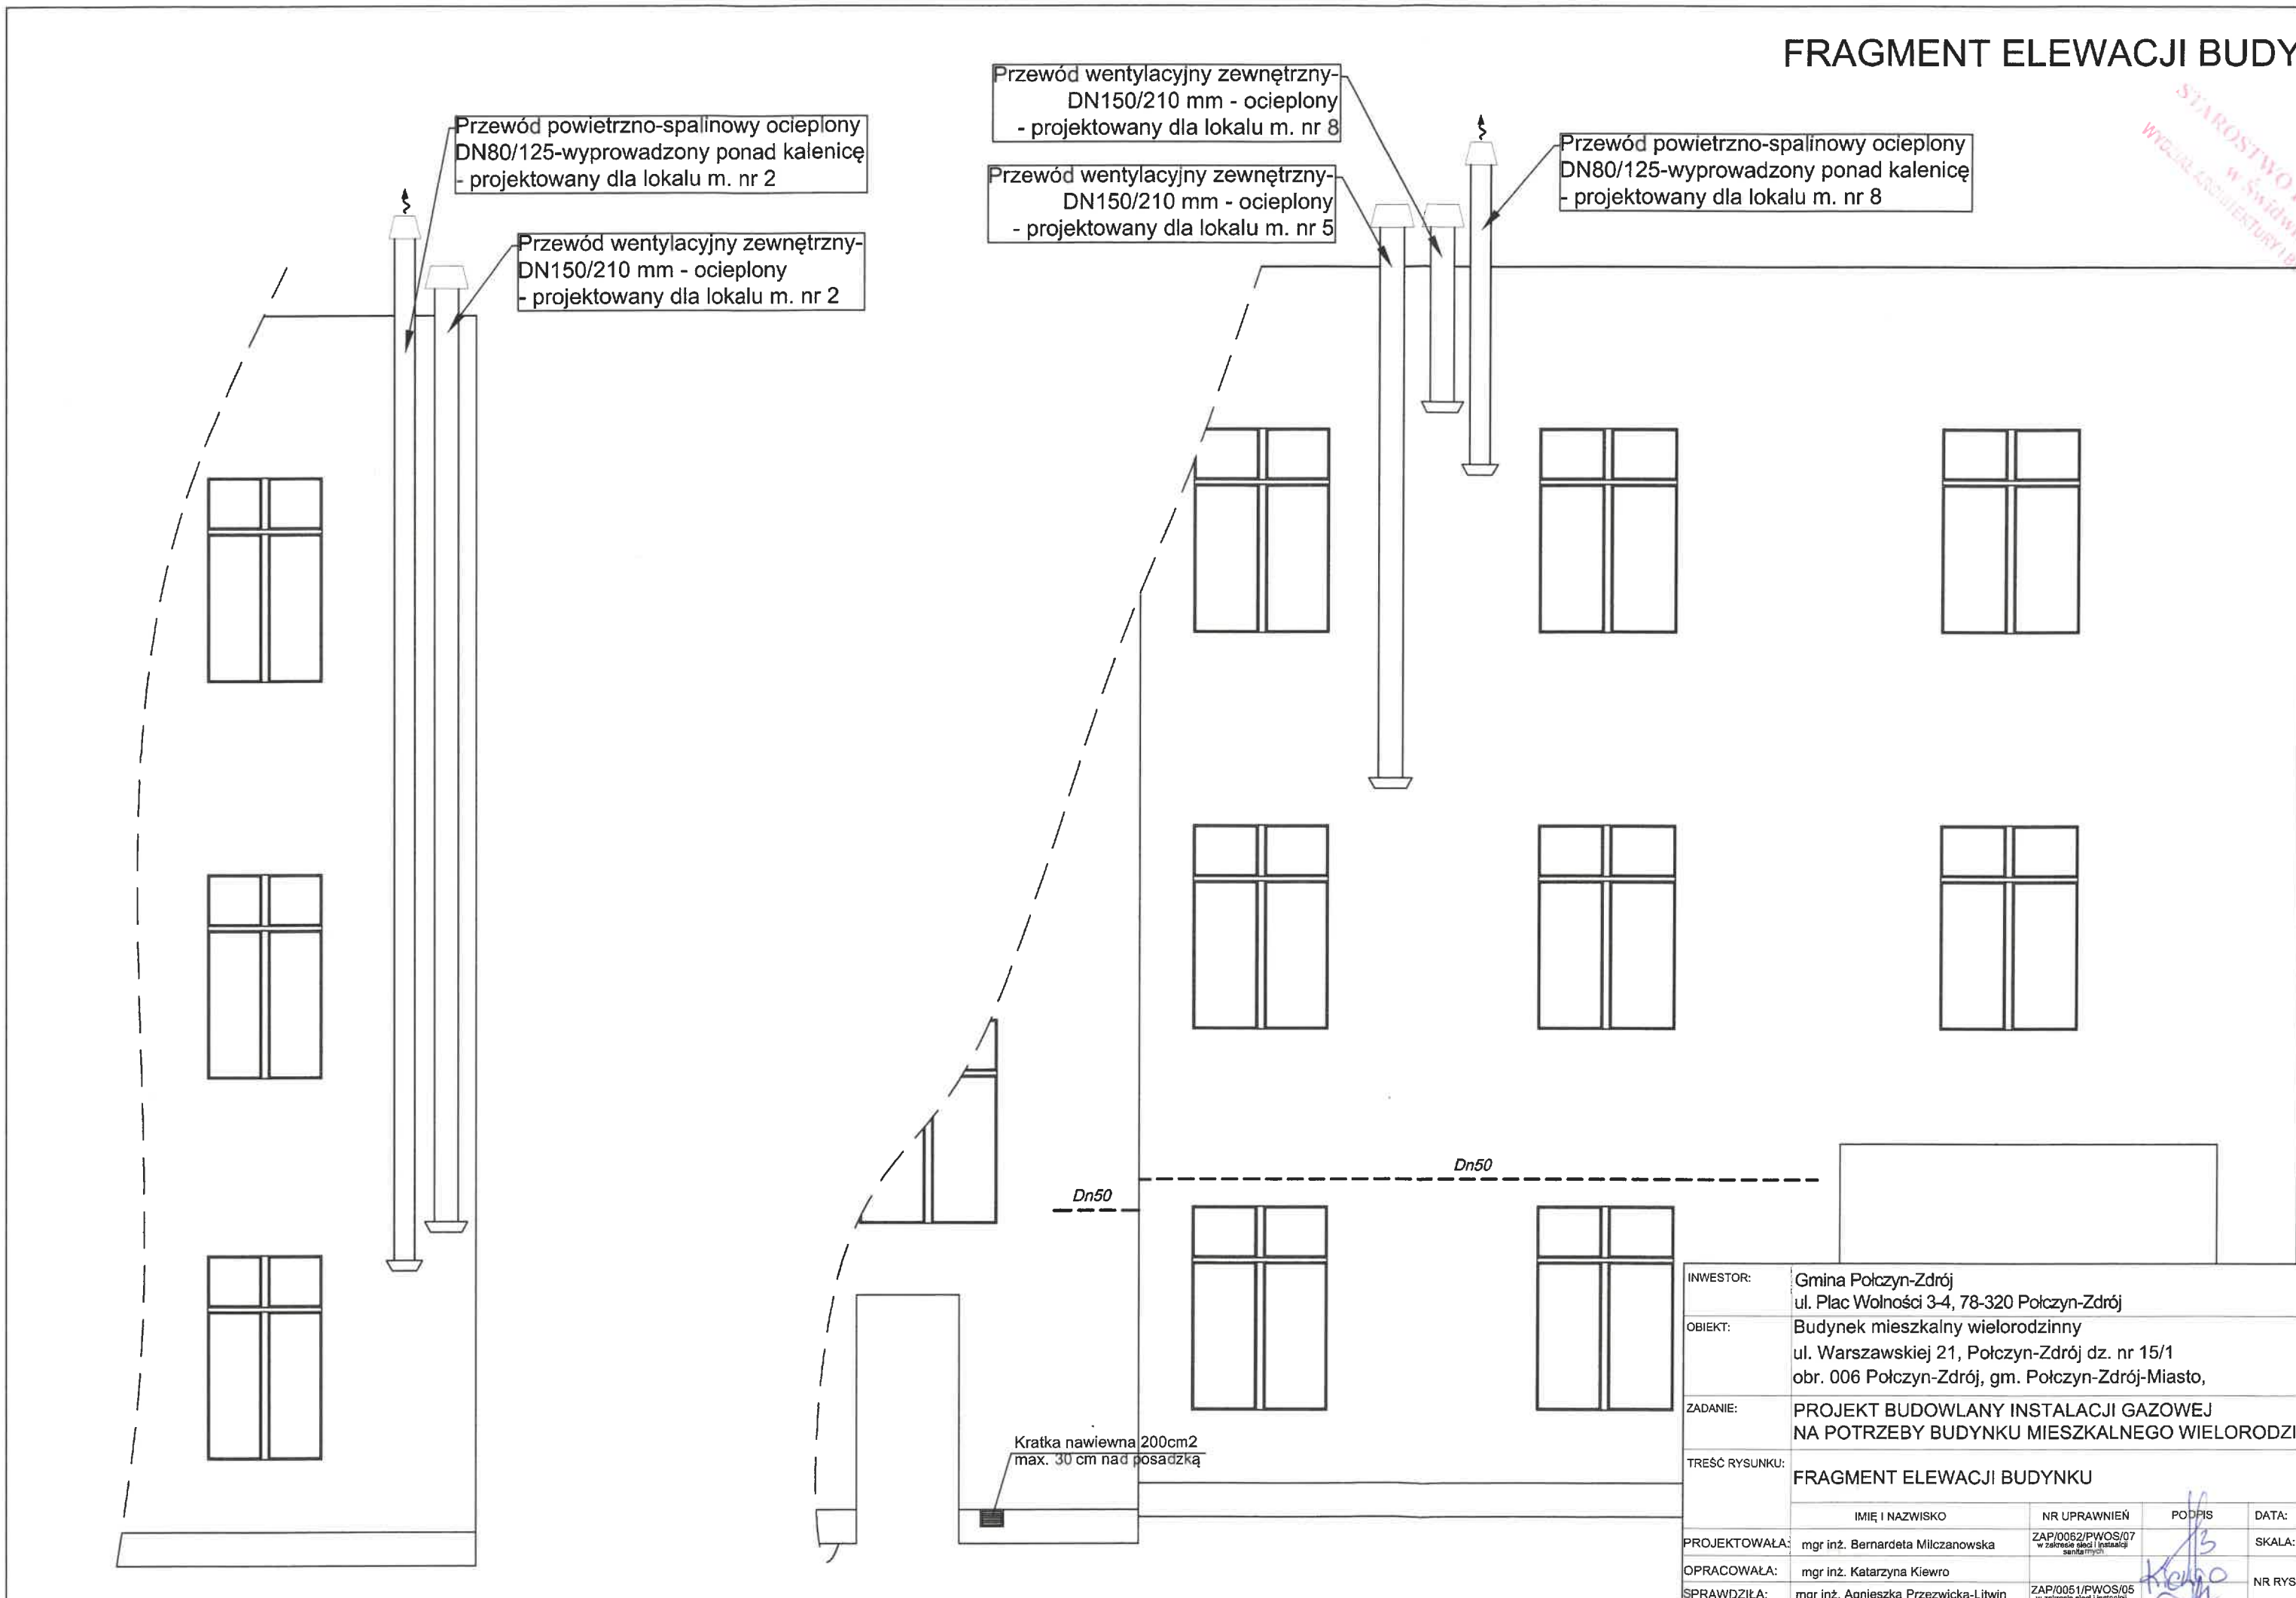 FRAGMENT ELEWACJI BUDY
STAROSTWO
WYDZIAŁ ARCHITEKTURY I B
Przewód powietrzno-spalinowy ocieplony
DN80/125-wyprowadzony ponad kalenicę
- projektowany dla lokalu m. nr 2
Przewód wentylacyjny zewnętrzny-
DN150/210 mm - ocieplony
- projektowany dla lokalu m. nr 2
Przewód wentylacyjny zewnętrzny-
DN150/210 mm - ocieplony
- projektowany dla lokalu m. nr 8
Przewód wentylacyjny zewnętrzny-
DN150/210 mm - ocieplony
- projektowany dla lokalu m. nr 5
Przewód powietrzno-spalinowy ocieplony
DN80/125-wyprowadzony ponad kalenicę
- projektowany dla lokalu m. nr 8
Dn50
Dn50
Kratka nawiewna 200cm2
max. 30 cm nad posadzką
INWESTOR: Gmina Połczyn-Zdrój
ul. Plac Wolności 3-4, 78-320 Połczyn-Zdrój
OBIEKT: Budynek mieszkalny wielorodzinny
ul. Warszawskiej 21, Połczyn-Zdrój dz. nr 15/1
obr. 006 Połczyn-Zdrój, gm. Połczyn-Zdrój-Miasto,
ZADANIE: PROJEKT BUDOWLANY INSTALACJI GAZOWEJ
NA POTRZEBY BUDYNKU MIESZKALNEGO WIELORODZI
TREŚĆ RYSUNKU: FRAGMENT ELEWACJI BUDYNKU
IMIĘ I NAZWISKO NR UPRAWNIEŃ PODPIS DATA:
PROJEKTOWAŁA: mgr inż. Bernardeta Milczanowska ZAP/0062/PWOS/07 SKALA:
w zakresie sieci i instalacji
sanitarnych
OPRACOWAŁA: mgr inż. Katarzyna Kiewro NR RYS
SPRAWDZIŁA: mgr inż. Agnieszka Przezwicka-Litwin ZAP/0051/PWOS/05